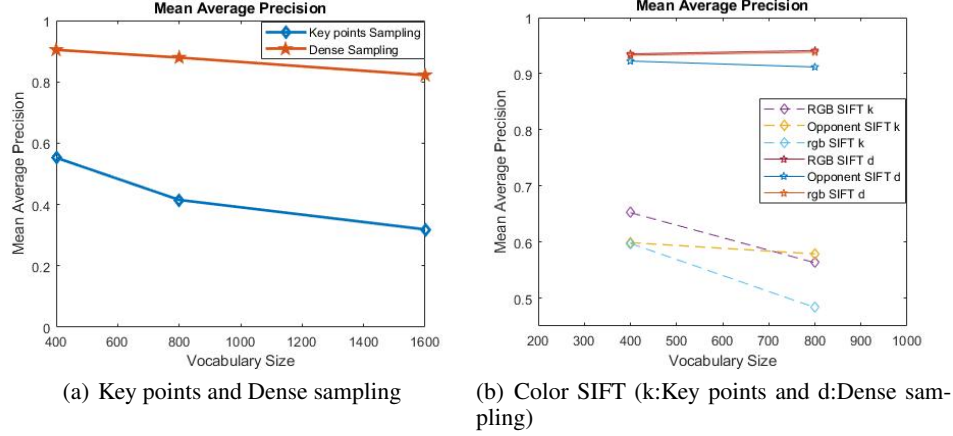 Mean Average Precision
Key points Sampling
Dense Sampling
Mean Average Precision
1
0.8
0.6
0.4
0.2
0
400 600 800 1000 1200 1400 1600
Vocabulary Size
(a) Key points and Dense sampling
Mean Average Precision
RGB SIFT k
Opponent SIFT k
rgb SIFT k
RGB SIFT d
Opponent SIFT d
rgb SIFT d
Mean Average Precision
1
0.9
0.8
0.7
0.6
0.5
200 300 400 500 600 700 800 900 1000
Vocabulary Size
(b) Color SIFT (k:Key points and d:Dense sam-
pling)